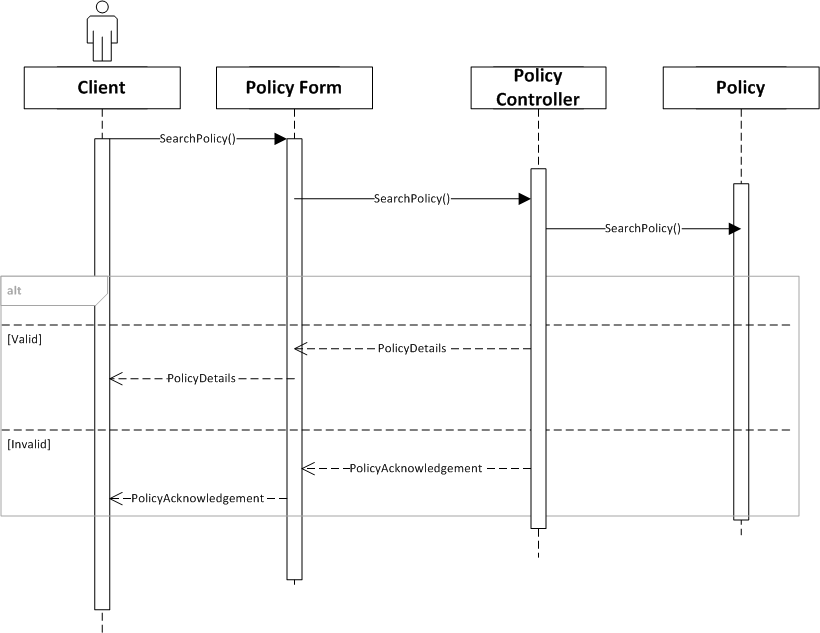 Client
Policy Form
Policy
Controller
Policy
SearchPolicy()
SearchPolicy()
SearchPolicy()
alt
[Valid]
PolicyDetails
PolicyDetails
[Invalid]
PolicyAcknowledgement
PolicyAcknowledgement